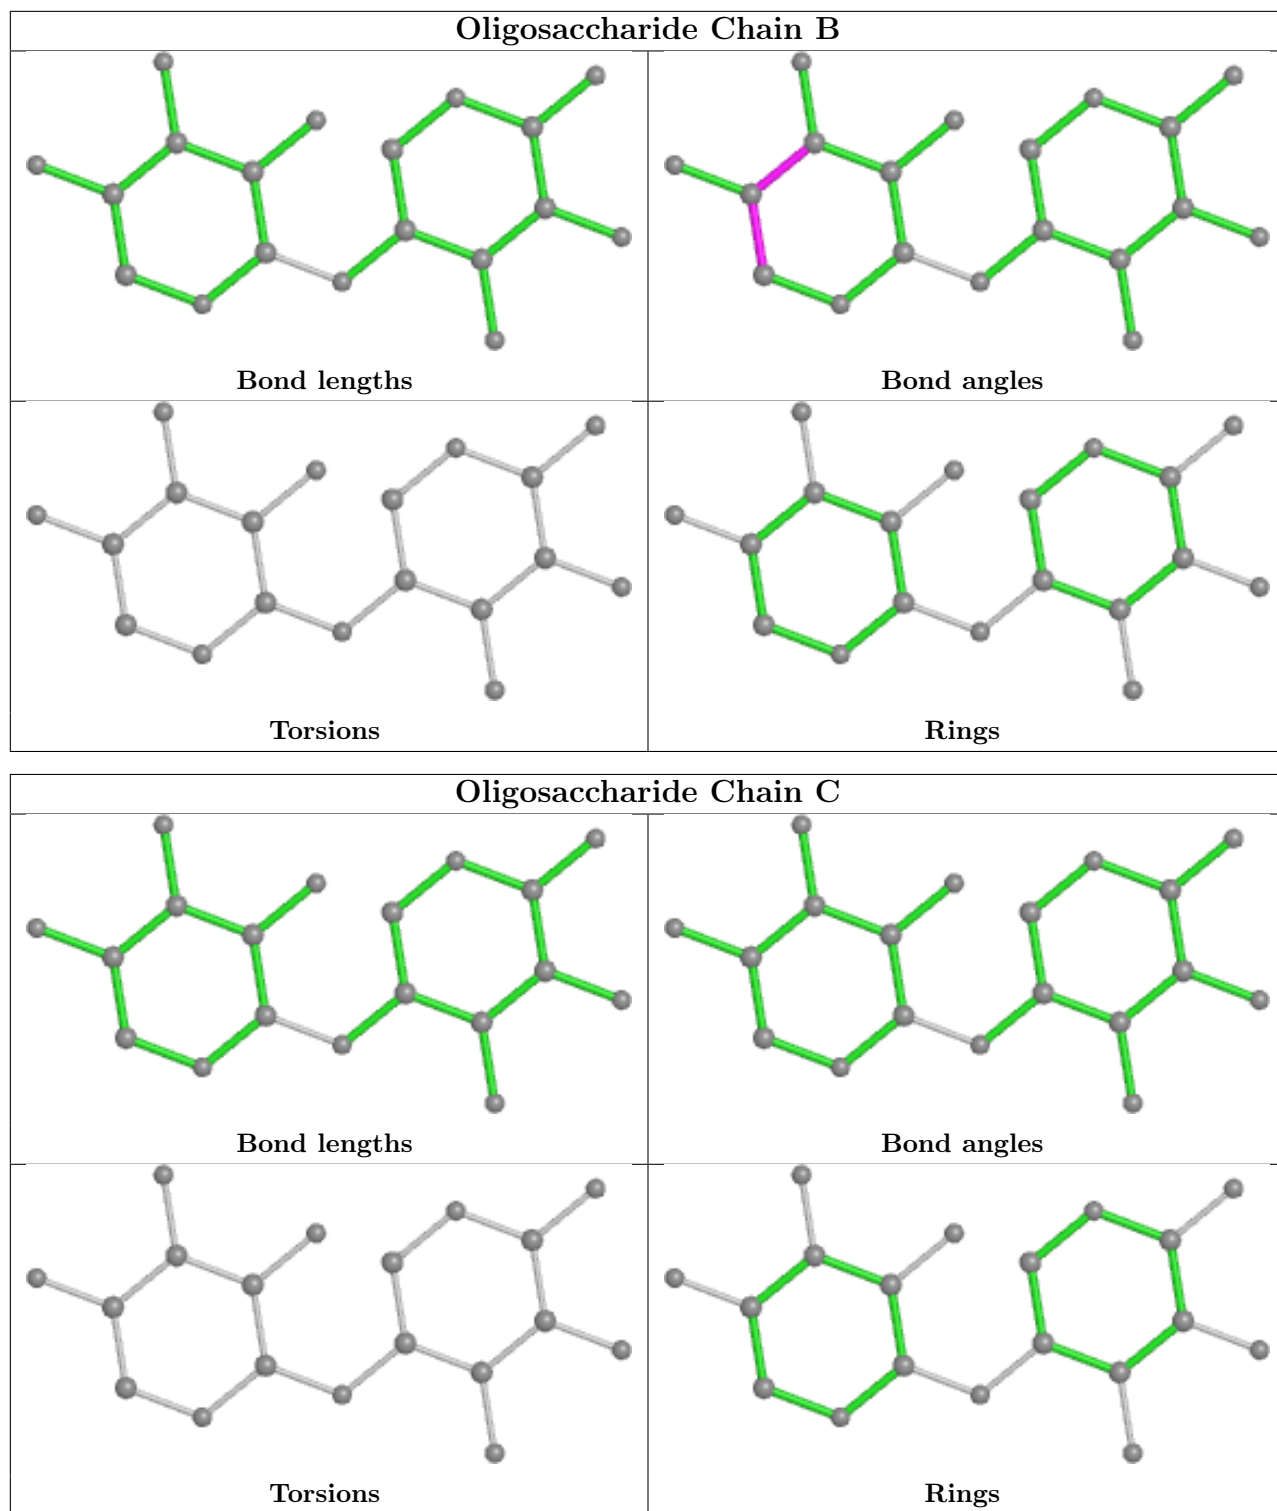 Oligosaccharide Chain B
Bond lengths
Bond angles
Torsions
Rings
Oligosaccharide Chain C
Bond lengths
Bond angles
Torsions
Rings